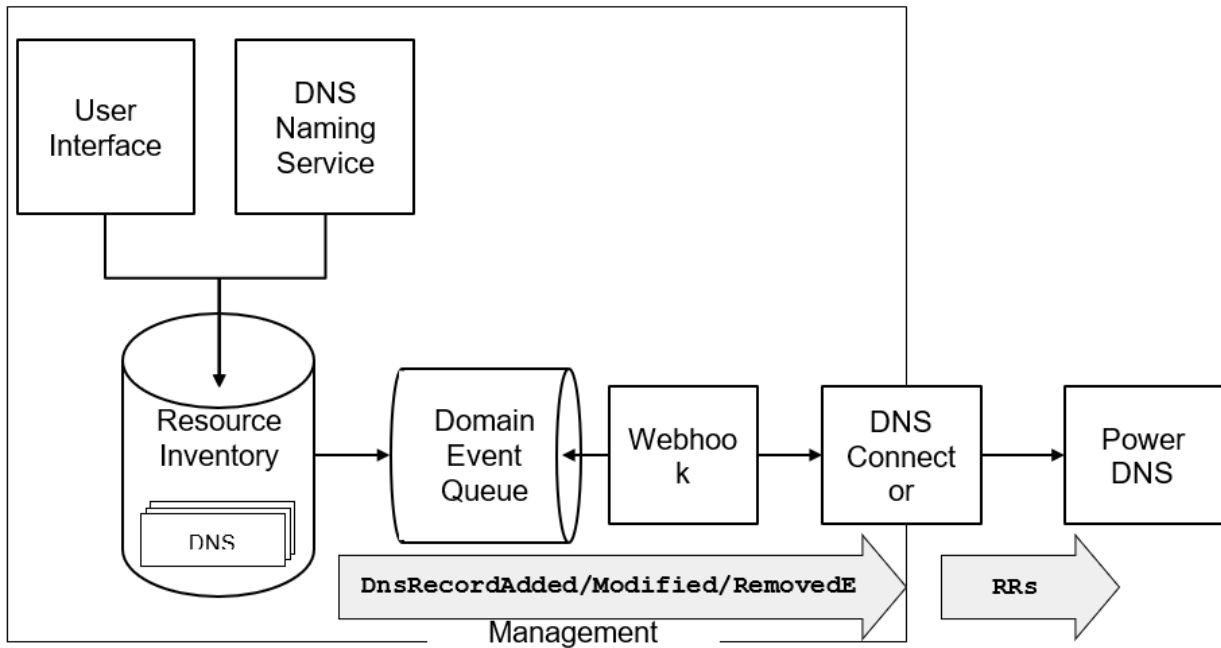 User
Interface
DNS
Naming
Service
Resource
Inventory
DNS
Domain
Event
Queue
Webhoo
k
DNS
Connect
or
Power
DNS
DnsRecordAdded/Modified/RemovedE
RRs
Management